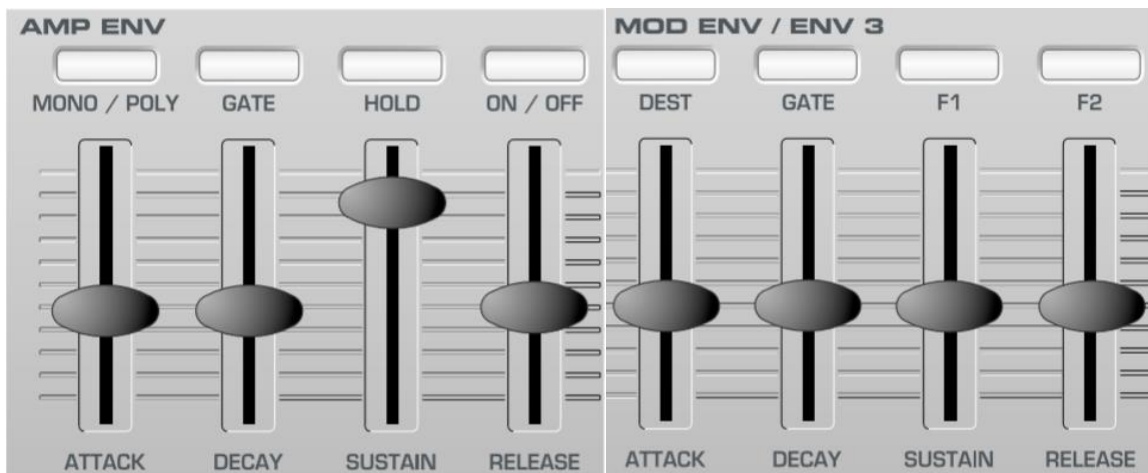 AMP ENV
MONO / POLY GATE HOLD ON / OFF
ATTACK DECAY SUSTAIN RELEASE
MOD ENV / ENV 3
DEST GATE F1 F2
ATTACK DECAY SUSTAIN RELEASE